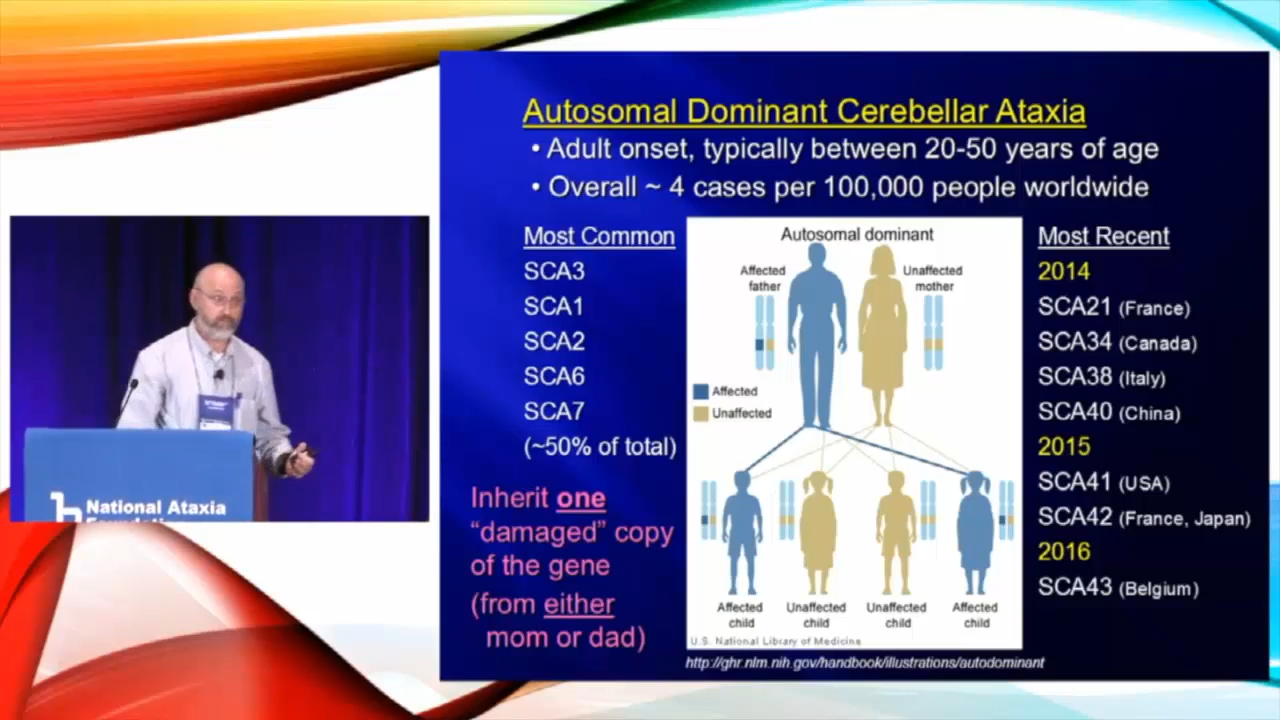 Autosomal Dominant Cerebellar Ataxia
• Adult onset, typically between 20-50 years of age
• Overall ~ 4 cases per 100,000 people worldwide
Most Common
SCA3
SCA1
SCA2
SCA6
SCA7
(~50% of total)
Inherit one
“damaged” copy
of the gene
(from either
mom or dad)
Autosomal dominant
Affected
father
Unaffected
mother
Affected
Unaffected
Affected
child
Unaffected
child
Unaffected
child
Affected
child
U.S. National Library of Medicine
http://ghr.nlm.nih.gov/handbook/illustrations/autodominant
Most Recent
2014
SCA21 (France)
SCA34 (Canada)
SCA38 (Italy)
SCA40 (China)
2015
SCA41 (USA)
SCA42 (France, Japan)
2016
SCA43 (Belgium)
National Ataxia